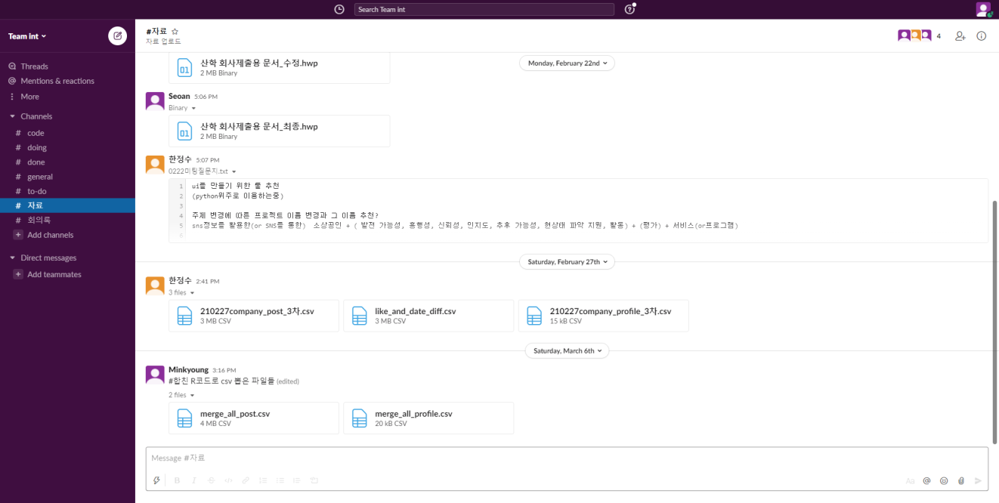 Search Team int
Team int
Threads
Mentions & reactions
More
Channels
# code
# doing
# done
# general
# to-do
# 자료
# 회의록
+ Add channels
Direct messages
+ Add teammates
#자료
자료 업로드
4
산학 회사제출용 문서_수정.hwp
2 MB Binary
Monday, February 22nd
Seoan 5:06 PM
Binary
산학 회사제출용 문서_최종.hwp
2 MB Binary
한정수 5:07 PM
0222미팅질문지.txt
1 ui를 만들기 위한 툴 추천
2 (python위주로 이용하는중)
3
4 주제 변경에 따른 프로젝트 이름 변경과 그 이름 추천?
5 sns정보를 활용한(or SNS를 통한) 소상공인 + ( 발전 가능성, 흥행성, 신뢰성, 인지도, 추후 가능성, 현상태 파악 지원, 활동) + (평가) + 서비스(or프로그램)
6
Saturday, February 27th
한정수 2:41 PM
3 files
210227company_post_3차.csv
3 MB CSV
like_and_date_diff.csv
3 MB CSV
210227company_profile_3차.csv
15 kB CSV
Saturday, March 6th
Minkyoung 3:16 PM
#합친 R코드로 csv 뽑은 파일들 (edited)
2 files
merge_all_post.csv
4 MB CSV
merge_all_profile.csv
20 kB CSV
Message #자료
B I S </> Aa @